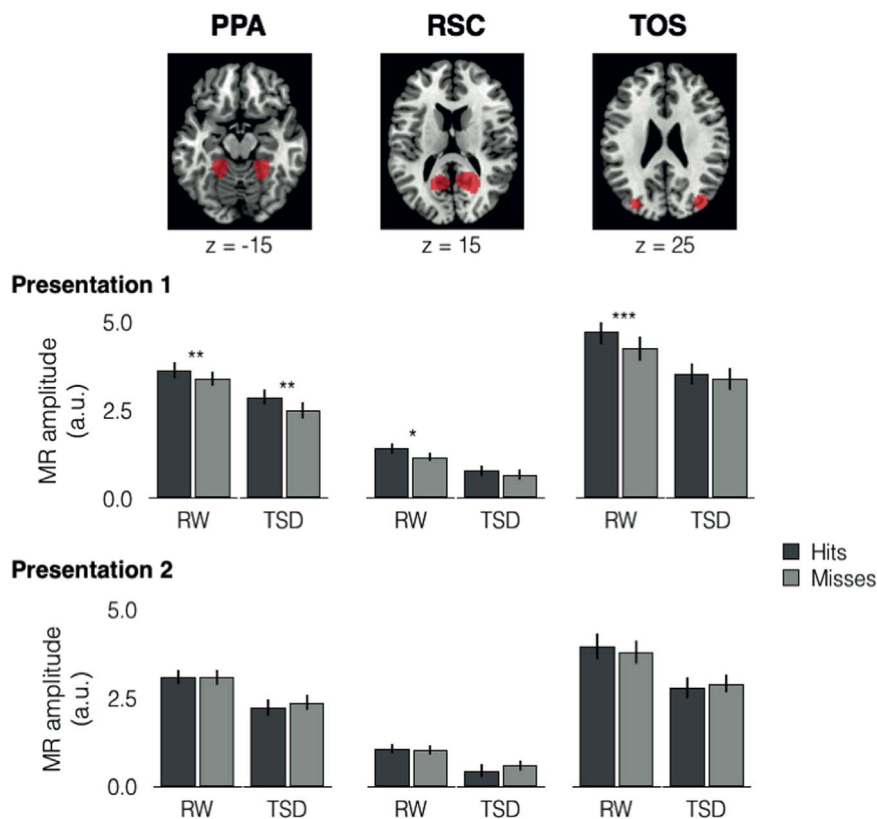 PPA RSC TOS
z = -15 z = 15 z = 25
Presentation 1
MR amplitude
(a.u.)
5.0
2.5
0.0
** ** * ***
RW TSD RW TSD RW TSD
Hits
Misses
Presentation 2
MR amplitude
(a.u.)
5.0
2.5
0.0
RW TSD RW TSD RW TSD